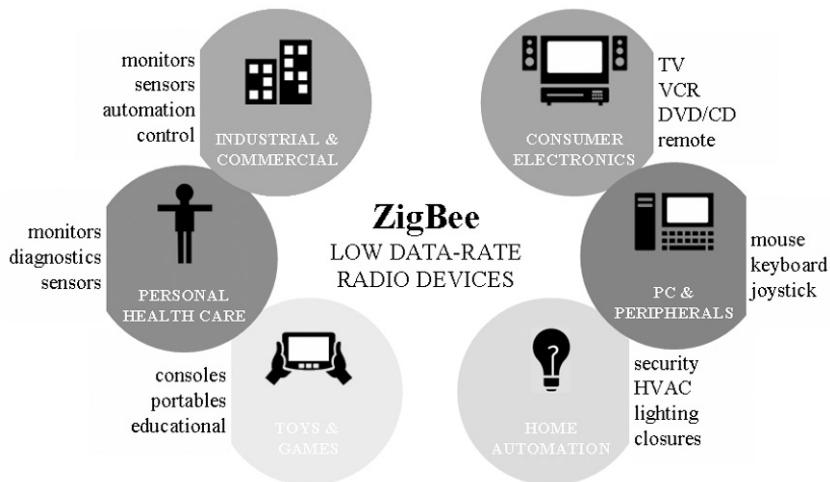 monitors
sensors
automation
control
INDUSTRIAL &
COMMERCIAL
CONSUMER
ELECTRONICS
TV
VCR
DVD/CD
remote
monitors
diagnostics
sensors
PERSONAL
HEALTH CARE
ZigBee
LOW DATA-RATE
RADIO DEVICES
PC &
PERIPHERALS
mouse
keyboard
joystick
consoles
portables
educational
TOYS &
GAMES
HOME
AUTOMATION
security
HVAC
lighting
closures